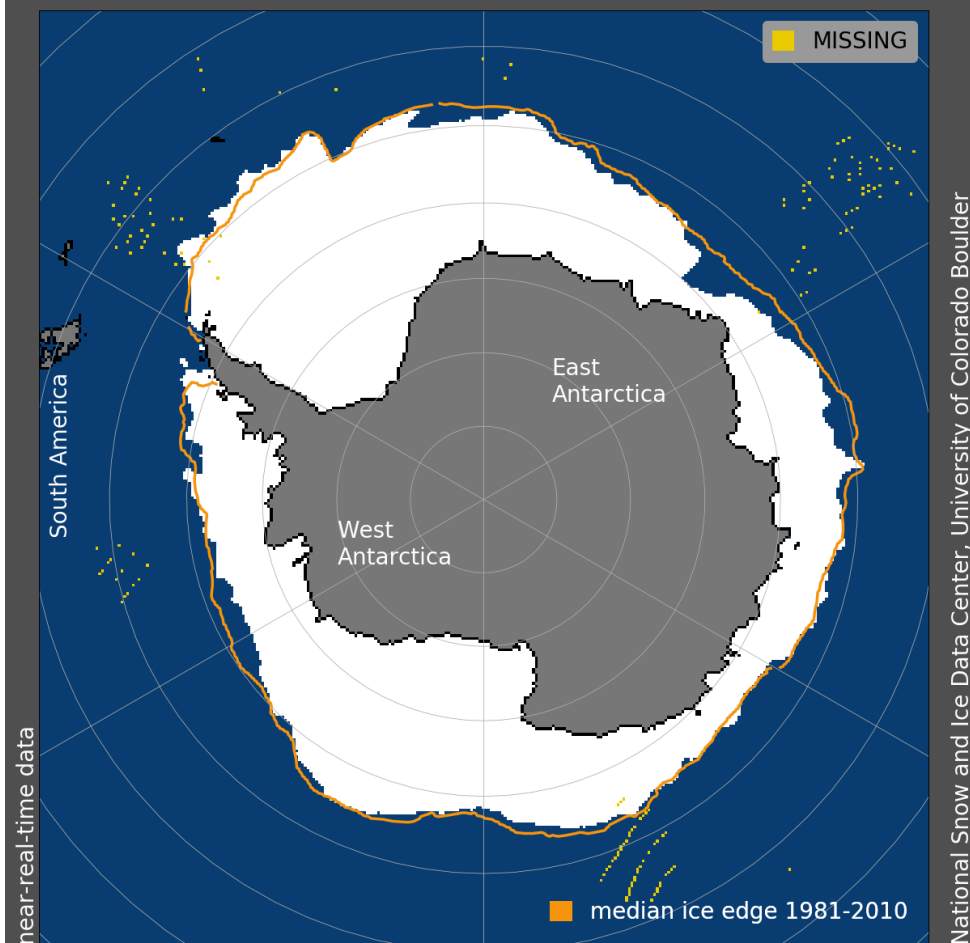 MISSING
East
Antarctica
West
Antarctica
South America
near-real-time data
National Snow and Ice Data Center, University of Colorado Boulder
median ice edge 1981-2010